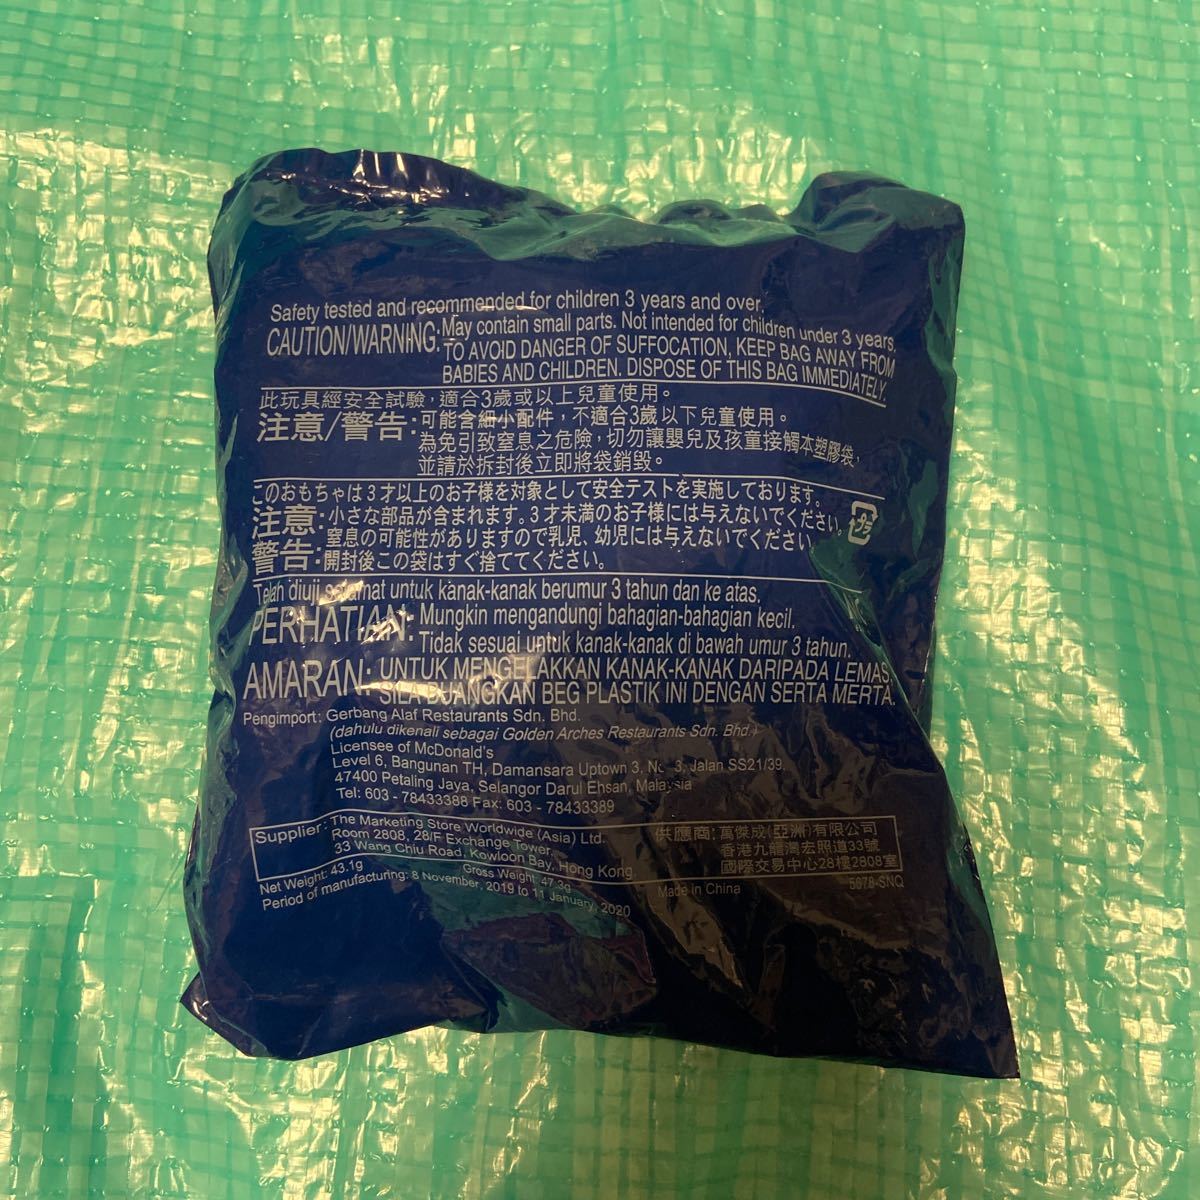 Safety tested and recommended for children 3 years and over.
CAUTION/WARNING: May contain small parts. Not intended for children under 3 years.
TO AVOID DANGER OF SUFFOCATION, KEEP BAG AWAY FROM
BABIES AND CHILDREN. DISPOSE OF THIS BAG IMMEDIATELY.
此玩具經安全試驗，適合3歲或以上兒童使用。
注意/警告: 可能含細小配件，不適合3歲以下兒童使用。
為免引致窒息之危險，切勿讓嬰兒及孩童接觸本塑膠袋，
並請於拆封後立即將袋銷毀。
このおもちゃは3才以上のお子様を対象として安全テストを実施しております。
注意: 小さな部品が含まれます。3才未満のお子様には与えないでください。
警告: 窒息の可能性がありますので乳児、幼児には与えないでください
開封後この袋はすぐ捨ててください。
Telah diuji selamat untuk kanak-kanak berumur 3 tahun dan ke atas.
PERHATIAN: Mungkin mengandungi bahagian-bahagian kecil.
Tidak sesuai untuk kanak-kanak di bawah umur 3 tahun.
AMARAN: UNTUK MENGELAKKAN KANAK-KANAK DARIPADA LEMAS,
SILA BUANGKAN BEG PLASTIK INI DENGAN SERTA MERTA.
Pengimport: Gerbang Alaf Restaurants Sdn. Bhd.
(dahulu dikenali sebagai Golden Arches Restaurants Sdn. Bhd.)
Licensee of McDonald's
Level 6, Bangunan TH, Damansara Uptown 3, No. 3, Jalan SS21/39,
47400 Petaling Jaya, Selangor Darul Ehsan, Malaysia
Tel: 603 - 78433388 Fax: 603 - 78433389
Supplier: The Marketing Store Worldwide (Asia) Ltd.
Room 2808, 28/F Exchange Tower,
33 Wang Chiu Road, Kowloon Bay, Hong Kong.
供應商: 萬傑成(亞洲)有限公司
香港九龍灣宏照道33號
國際交易中心28樓2808室
Net Weight: 43.1g Gross Weight: 47.3g Made in China 5678-SNQ
Period of manufacturing: 8 November, 2019 to 11 January, 2020